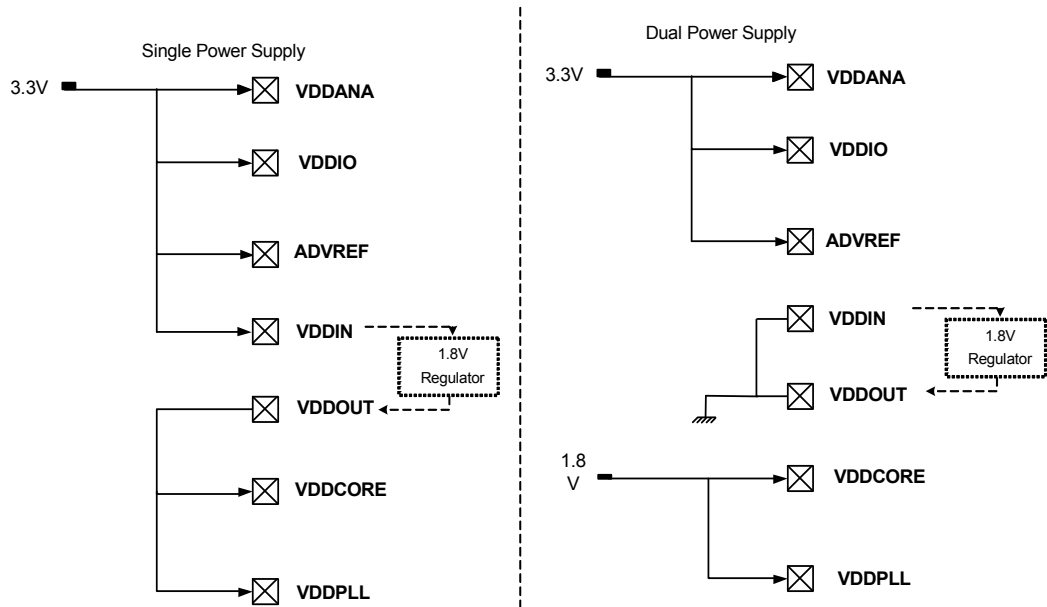 Single Power Supply
3.3V
VDDANA
VDDIO
ADVREF
VDDIN
1.8V
Regulator
VDDOUT
VDDCORE
VDDPLL
Dual Power Supply
3.3V
VDDANA
VDDIO
ADVREF
VDDIN
1.8V
Regulator
VDDOUT
1.8
V
VDDCORE
VDDPLL